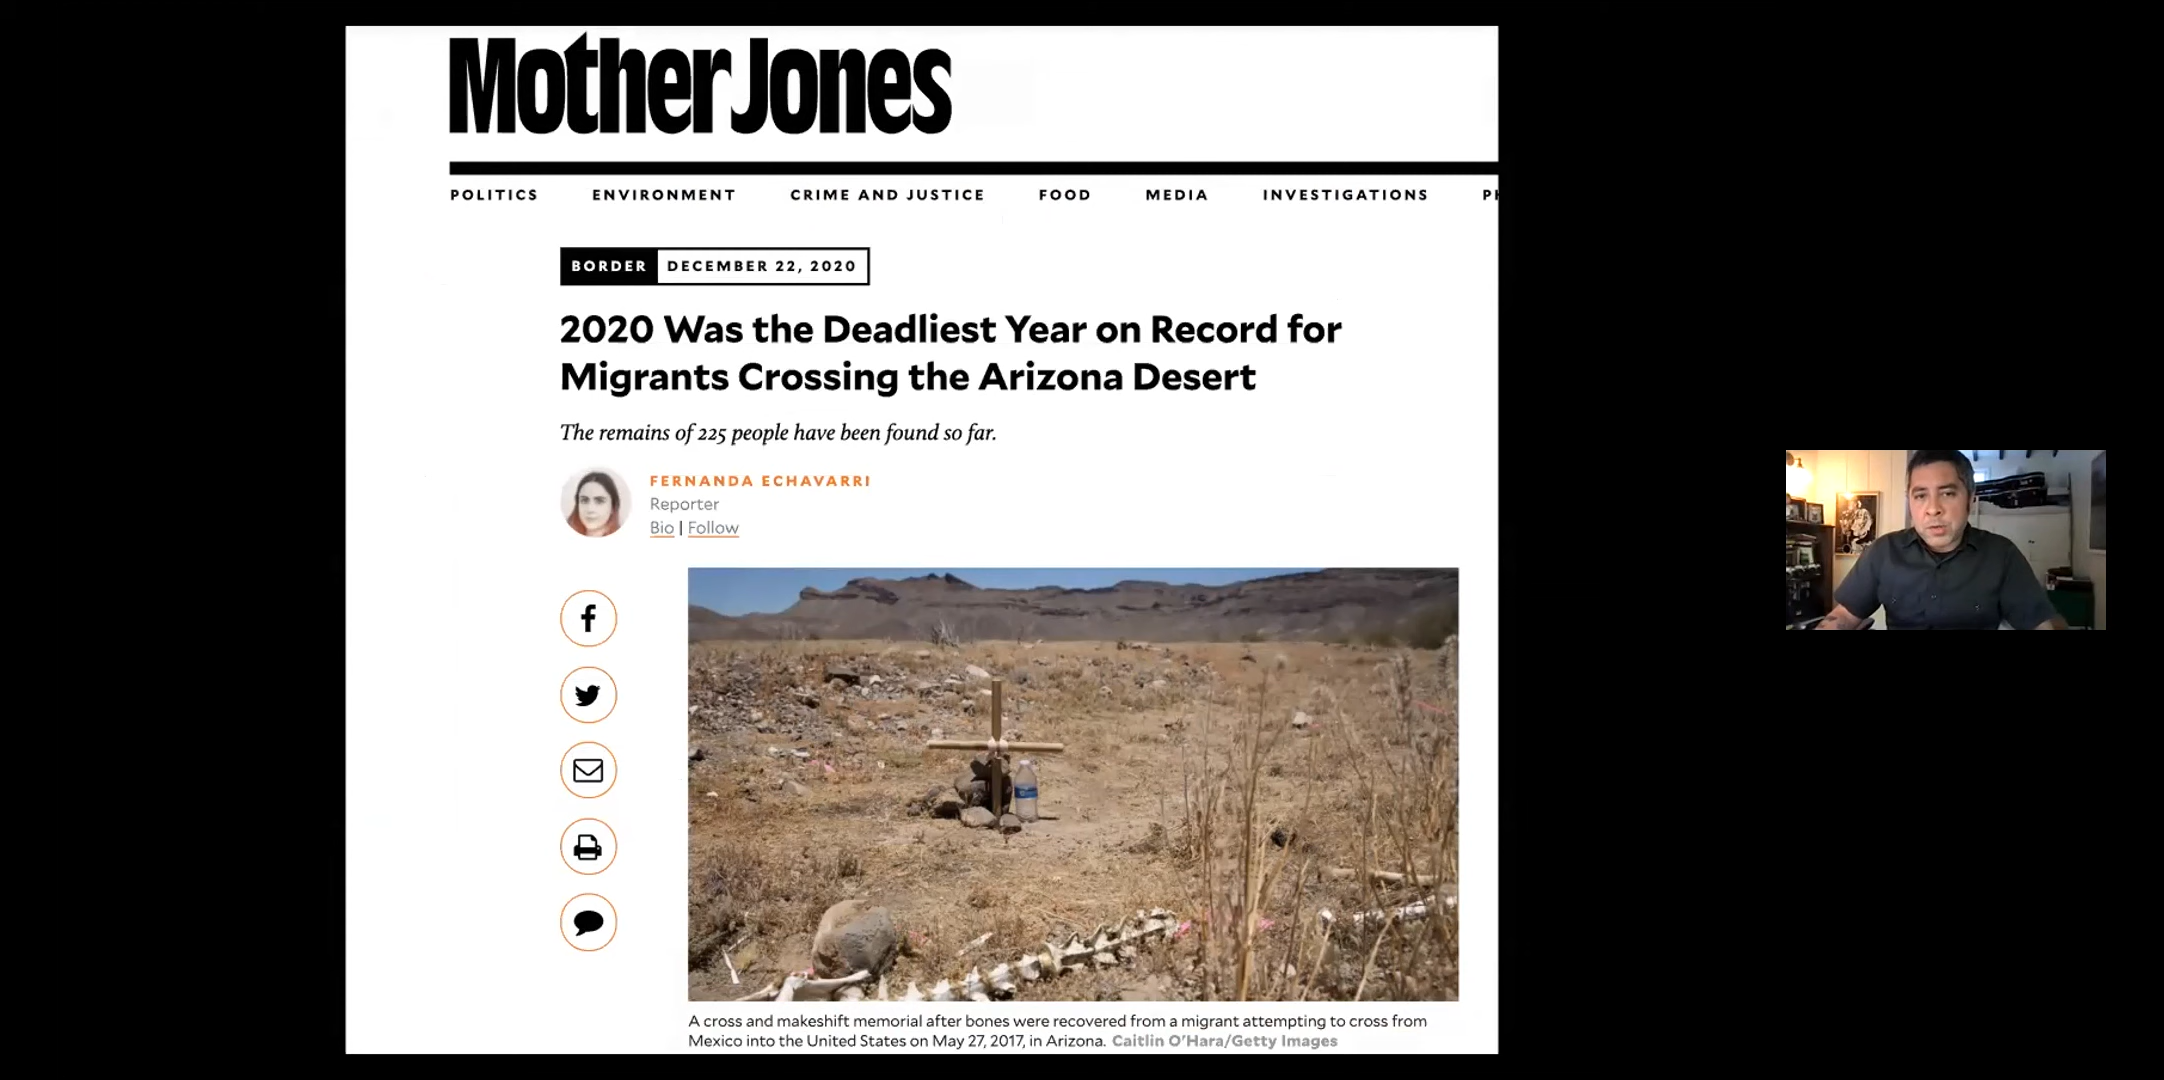 Mother Jones
POLITICS ENVIRONMENT CRIME AND JUSTICE FOOD MEDIA INVESTIGATIONS
BORDER DECEMBER 22, 2020
2020 Was the Deadliest Year on Record for
Migrants Crossing the Arizona Desert
The remains of 225 people have been found so far.
FERNANDA ECHAVARRI
Reporter
Bio | Follow
A cross and makeshift memorial after bones were recovered from a migrant attempting to cross from
Mexico into the United States on May 27, 2017, in Arizona. Caitlin O'Hara/Getty Images